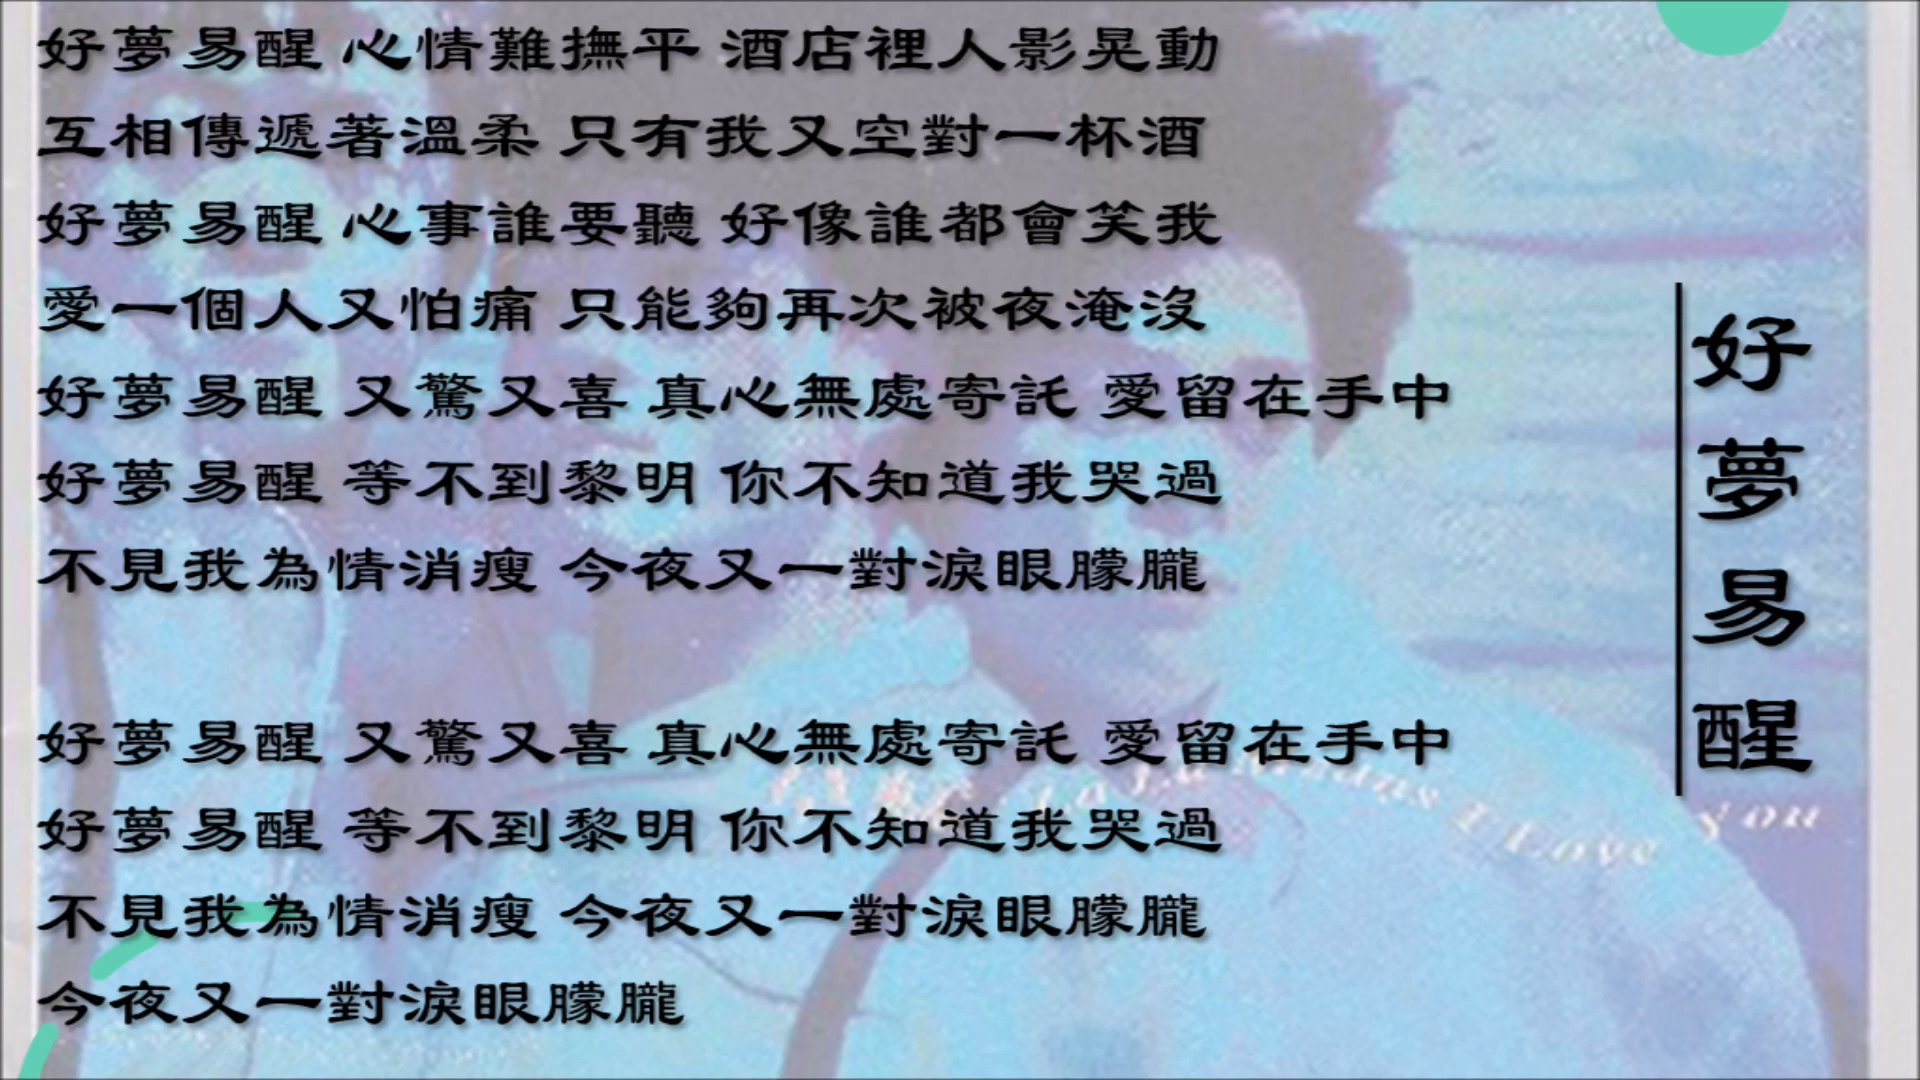 好夢易醒 心情難撫平 酒店裡人影晃動
互相傳遞著溫柔 只有我又空對一杯酒
好夢易醒 心事誰要聽 好像誰都會笑我
愛一個人又怕痛 只能夠再次被夜淹沒
好夢易醒 又驚又喜 真心無處寄託 愛留在手中
好夢易醒 等不到黎明 你不知道我哭過
不見我為情消瘦 今夜又一對淚眼朦朧
好夢易醒 又驚又喜 真心無處寄託 愛留在手中
好夢易醒 等不到黎明 你不知道我哭過
不見我為情消瘦 今夜又一對淚眼朦朧
今夜又一對淚眼朦朧
好夢易醒
La La Means I Love You